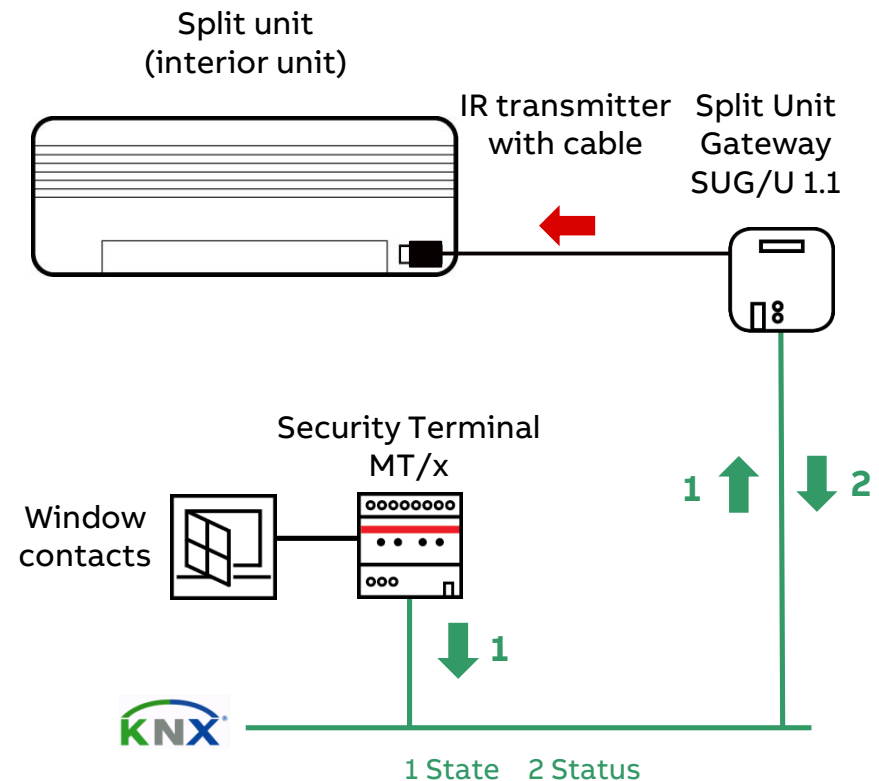 Split unit
(interior unit)
IR transmitter
with cable
Split Unit
Gateway
SUG/U 1.1
Security Terminal
MT/x
Window
contacts
1
2
1
KNX
1 State 2 Status